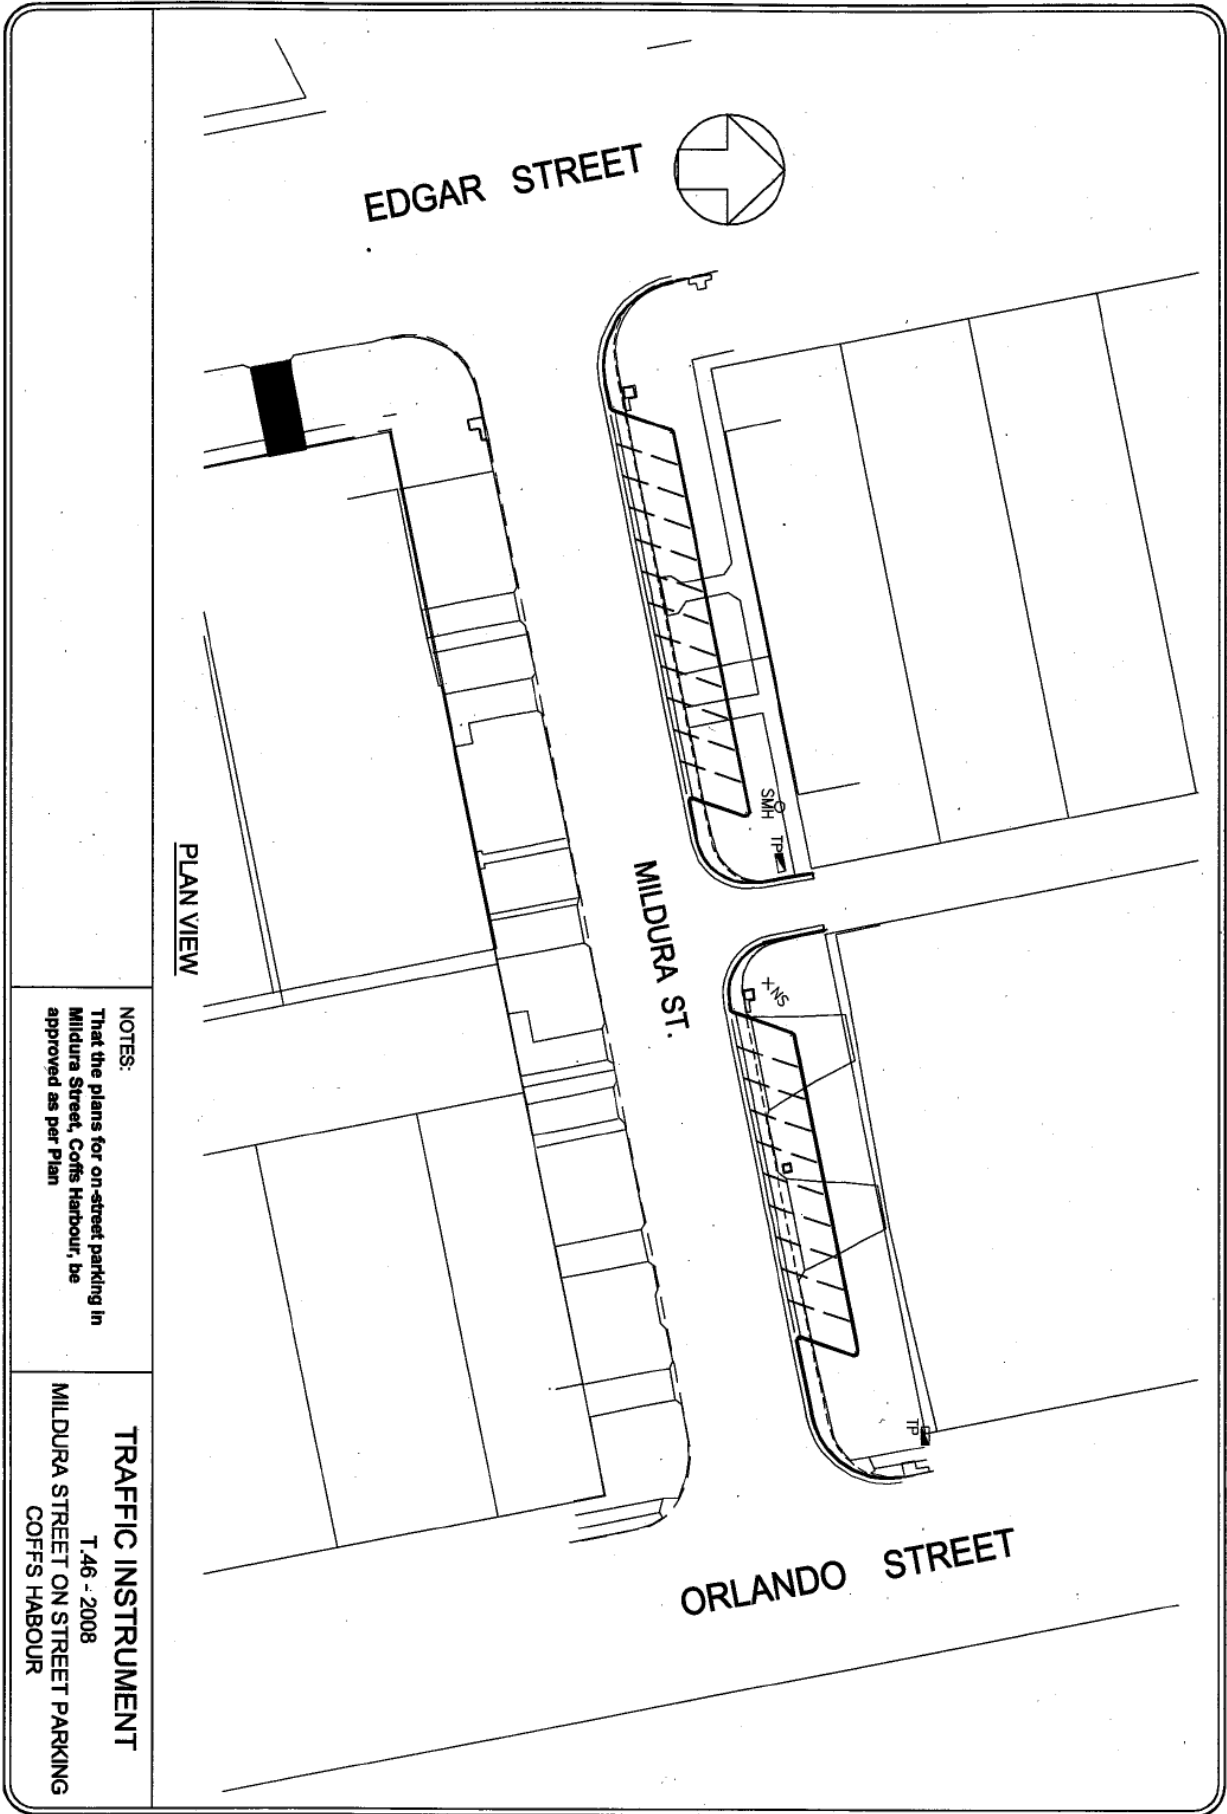 EDGAR STREET
SMH
TP
MILDURA ST.
NS
TP
ORLANDO STREET
PLAN VIEW
NOTES:
That the plans for on-street parking in
Mildura Street, Coffs Harbour, be
approved as per Plan
TRAFFIC INSTRUMENT
T.46 - 2008
MILDURA STREET ON STREET PARKING
COFFS HABOUR